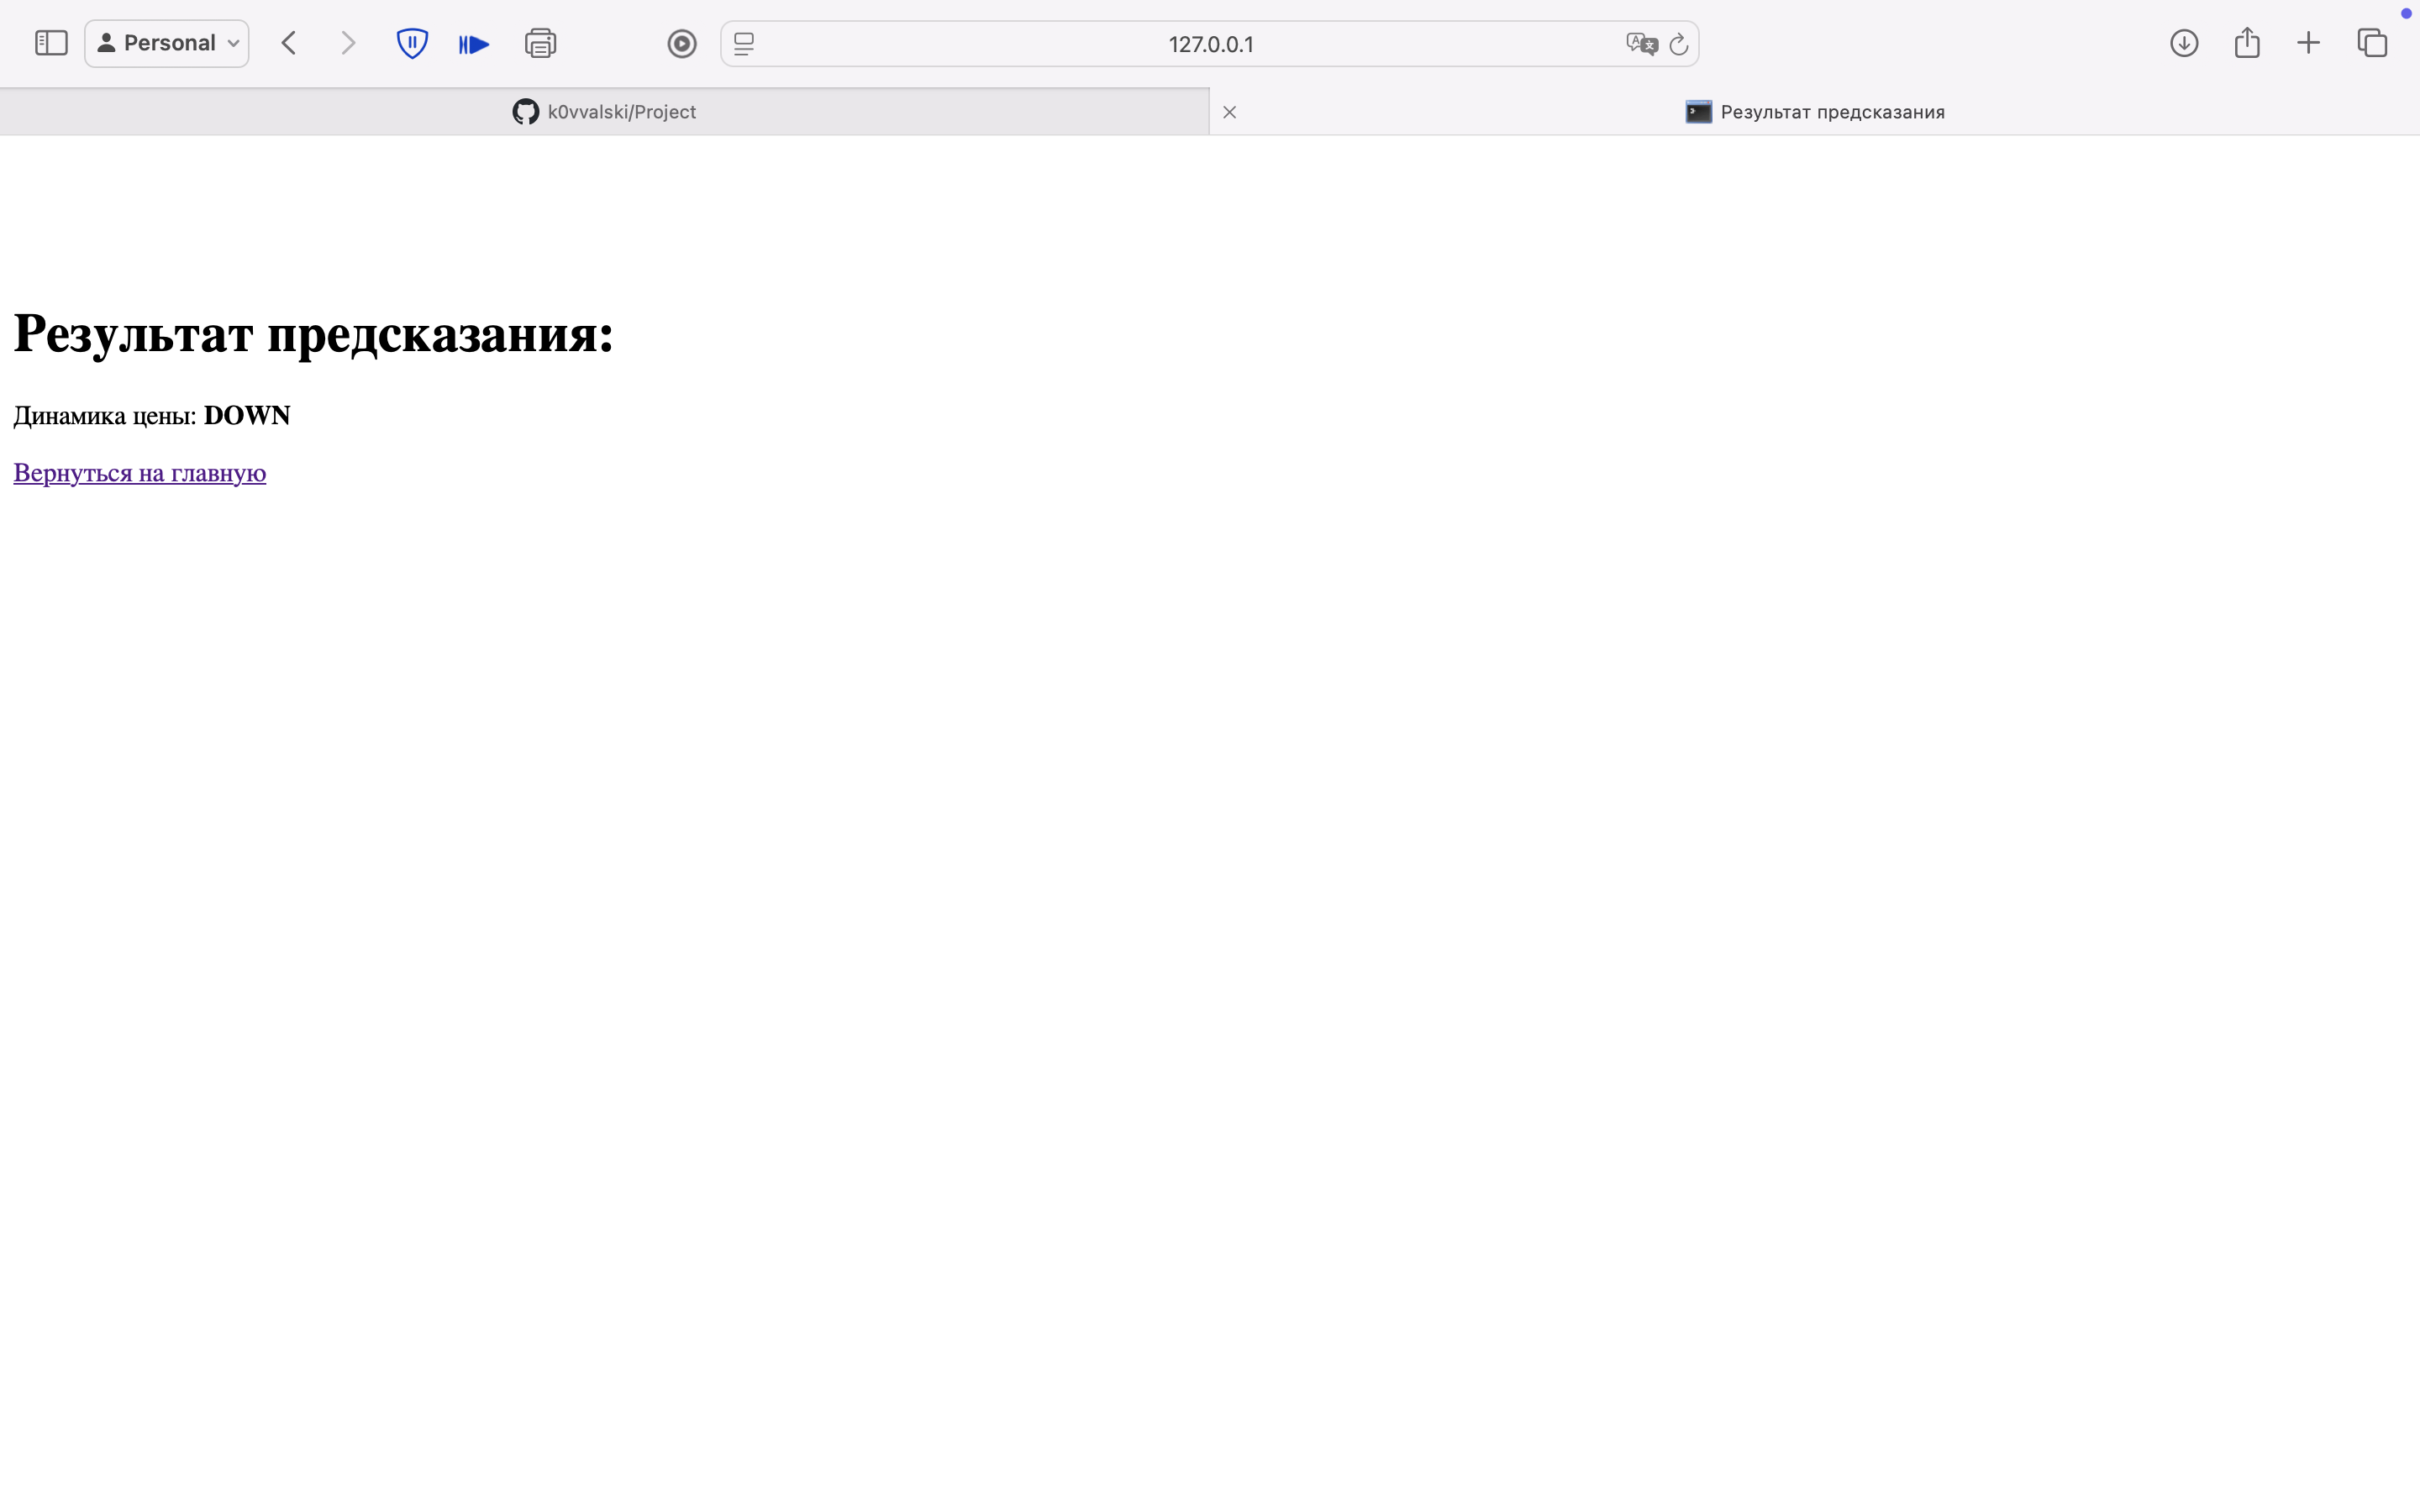 Personal
127.0.0.1
k0vvalski/Project
Результат предсказания
Результат предсказания:
Динамика цены: DOWN
Вернуться на главную